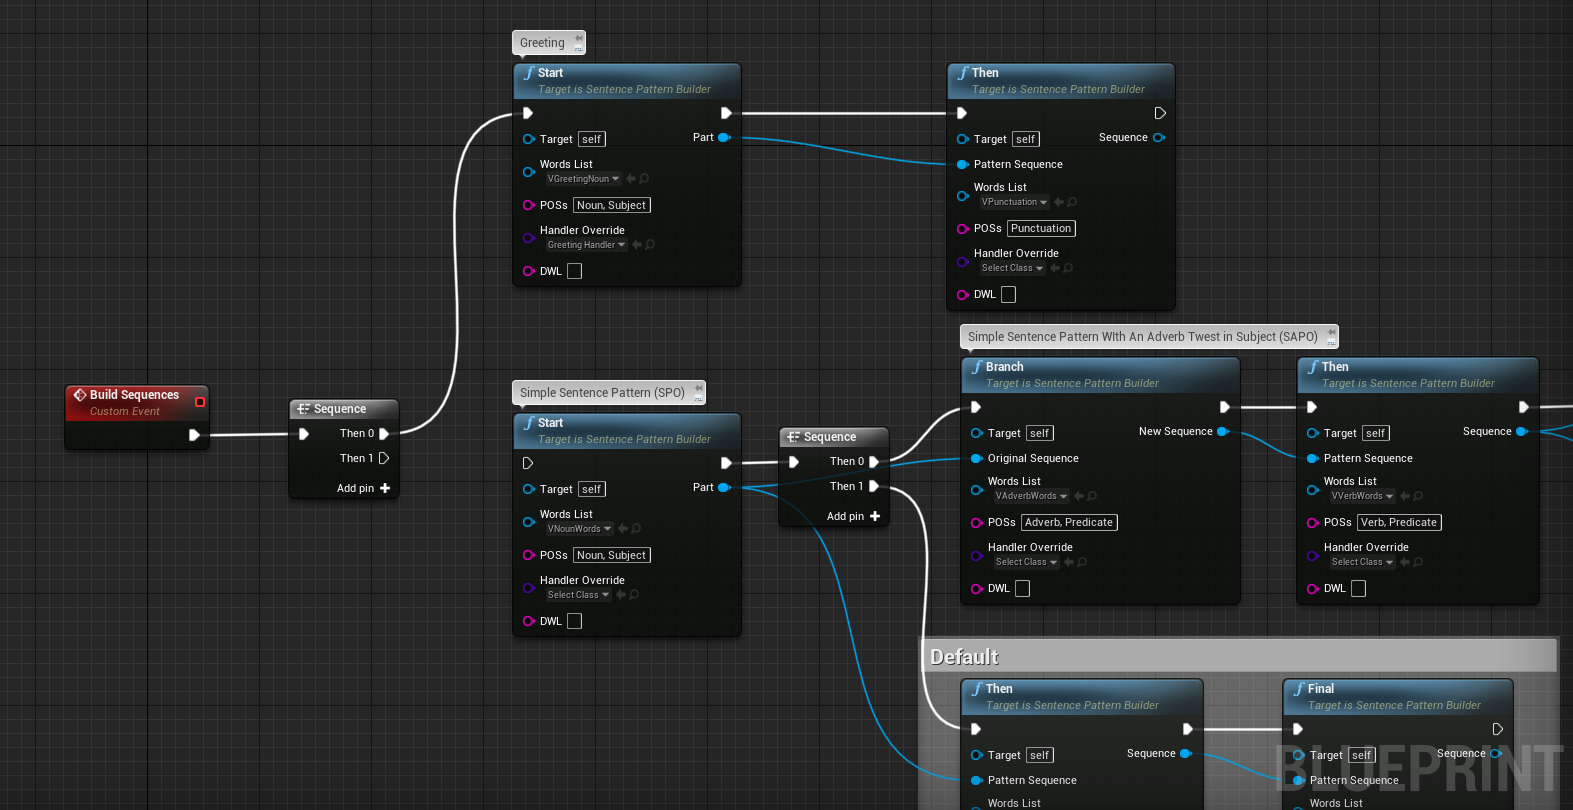 Greeting
Start
Target is Sentence Pattern Builder
Target self
Part
Words List
VGreetingNoun
POSs Noun, Subject
Handler Override
Greeting Handler
DWL
Then
Target is Sentence Pattern Builder
Target self
Sequence
Pattern Sequence
Words List
VPunctuation
POSs Punctuation
Handler Override
Select Class
DWL
Build Sequences
Custom Event
Sequence
Then 0
Then 1
Add pin
Simple Sentence Pattern (SPO)
Start
Target is Sentence Pattern Builder
Target self
Part
Words List
VNounWords
POSs Noun, Subject
Handler Override
Select Class
DWL
Sequence
Then 0
Then 1
Add pin
Simple Sentence Pattern WIth An Adverb Twest in Subject (SAPO)
Branch
Target is Sentence Pattern Builder
Target self
New Sequence
Original Sequence
Words List
VAdverbWords
POSs Adverb, Predicate
Handler Override
Select Class
DWL
Then
Target is Sentence Pattern Builder
Target self
Sequence
Pattern Sequence
Words List
VVerbWords
POSs Verb, Predicate
Handler Override
Select Class
DWL
Default
Then
Target is Sentence Pattern Builder
Target self
Sequence
Pattern Sequence
Words List
Final
Target is Sentence Pattern Builder
Target self
Sequence
Pattern Sequence
Words List
BLUEPRINT